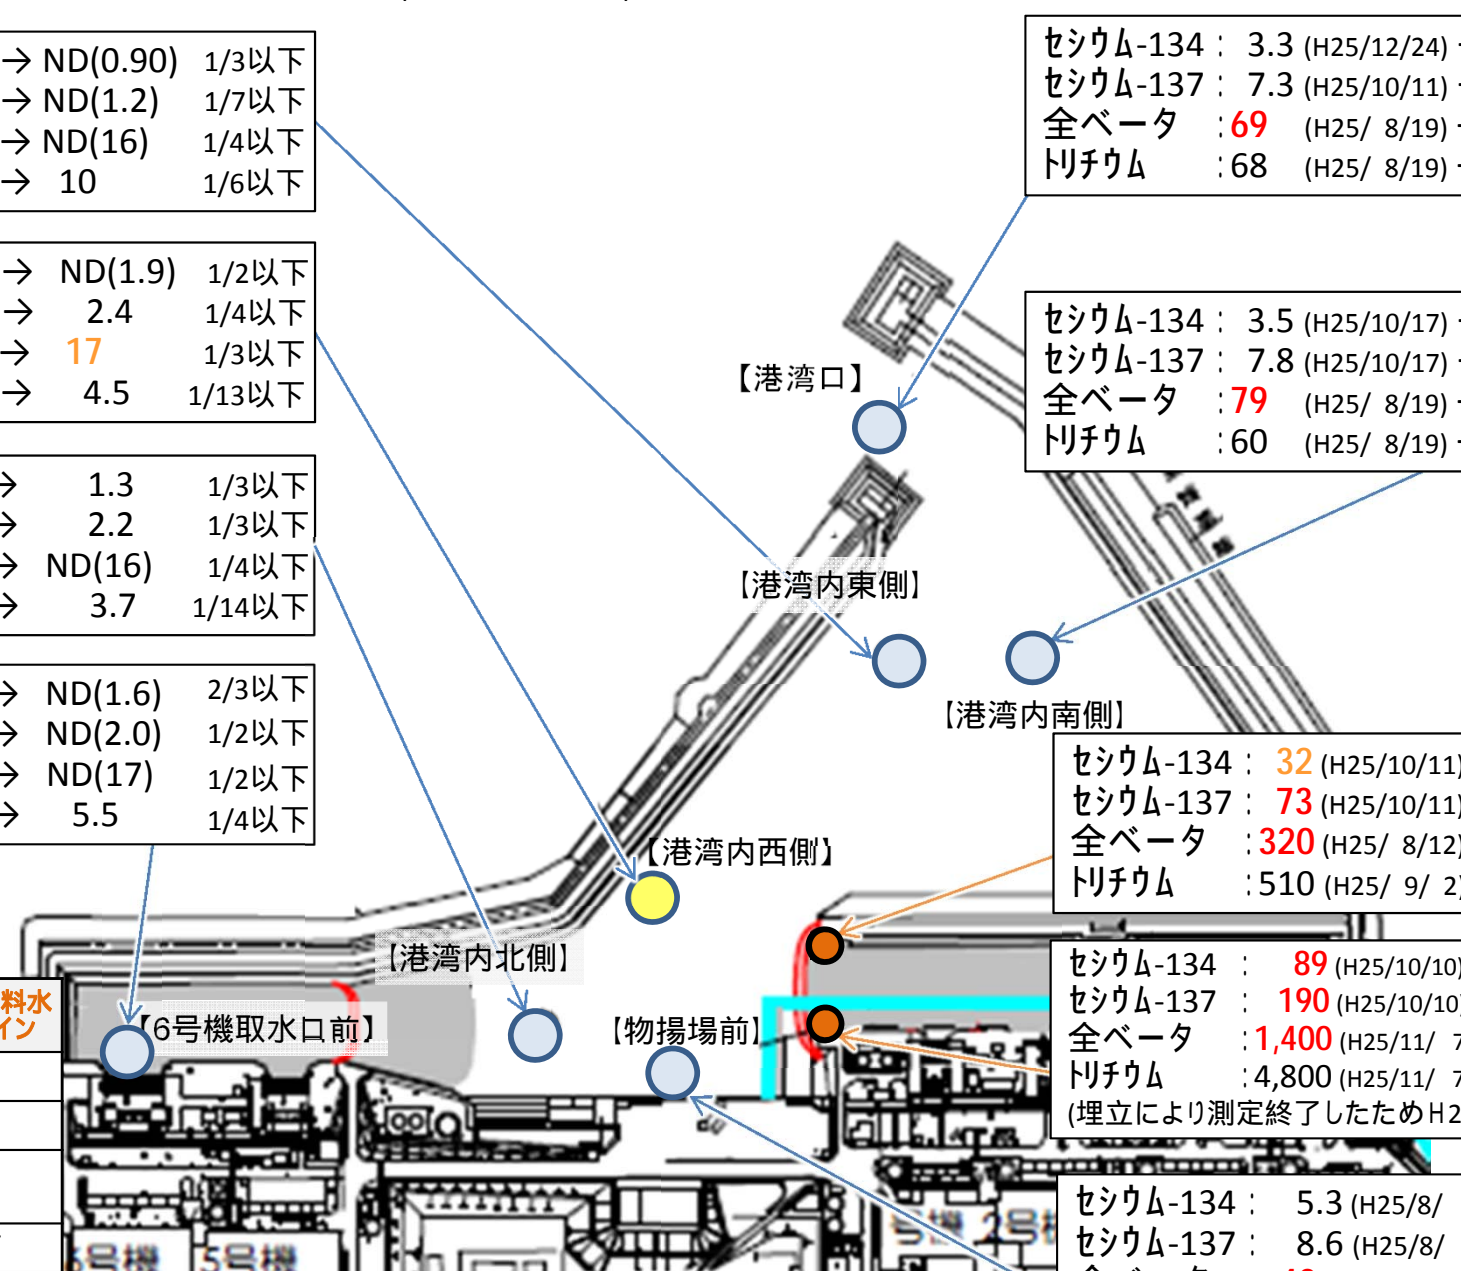 → ND(0.90) 1/3以下
→ ND(1.2) 1/7以下
→ ND(16) 1/4以下
→ 10 1/6以下
セシウム-134： 3.3 (H25/12/24)
セシウム-137： 7.3 (H25/10/11)
全ベータ ：69 (H25/ 8/19)
トリチウム ：68 (H25/ 8/19)
→ ND(1.9) 1/2以下
→ 2.4 1/4以下
→ 17 1/3以下
→ 4.5 1/13以下
セシウム-134： 3.5 (H25/10/17)
セシウム-137： 7.8 (H25/10/17)
全ベータ ：79 (H25/ 8/19)
トリチウム ：60 (H25/ 8/19)
【港湾口】
→ 1.3 1/3以下
→ 2.2 1/3以下
→ ND(16) 1/4以下
→ 3.7 1/14以下
【港湾内東側】
→ ND(1.6) 2/3以下
→ ND(2.0) 1/2以下
→ ND(17) 1/2以下
→ 5.5 1/4以下
【港湾内南側】
セシウム-134： 32 (H25/10/11)
セシウム-137： 73 (H25/10/11)
全ベータ ：320 (H25/ 8/12)
トリチウム ：510 (H25/ 9/ 2)
【港湾内西側】
【港湾内北側】
セシウム-134 ： 89 (H25/10/10)
セシウム-137 ： 190 (H25/10/10)
全ベータ ：1,400 (H25/11/ 7
トリチウム ：4,800 (H25/11/ 7
(埋立により測定終了したためH2
料水
イン
【6号機取水口前】
【物揚場前】
セシウム-134： 5.3 (H25/8/
セシウム-137： 8.6 (H25/8/
号機 2号
6号機 5号機